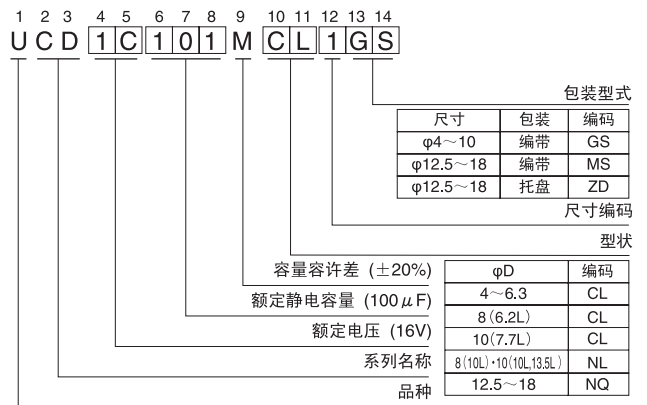 1 2 3 4 5 6 7 8 9 10 11 12 13 14
U C D 1 C 1 0 1 M C L 1 G S
包装型式
尺寸 包装 编码
φ4～10 编带 GS
φ12.5～18 编带 MS
φ12.5～18 托盘 ZD
尺寸编码
型状
容量容许差 (±20%)
额定静电容量 (100μF)
额定电压 (16V)
系列名称
品种
φD 编码
4～6.3 CL
8(6.2L) CL
10(7.7L) CL
8(10L)·10(10L,13.5L) NL
12.5～18 NQ